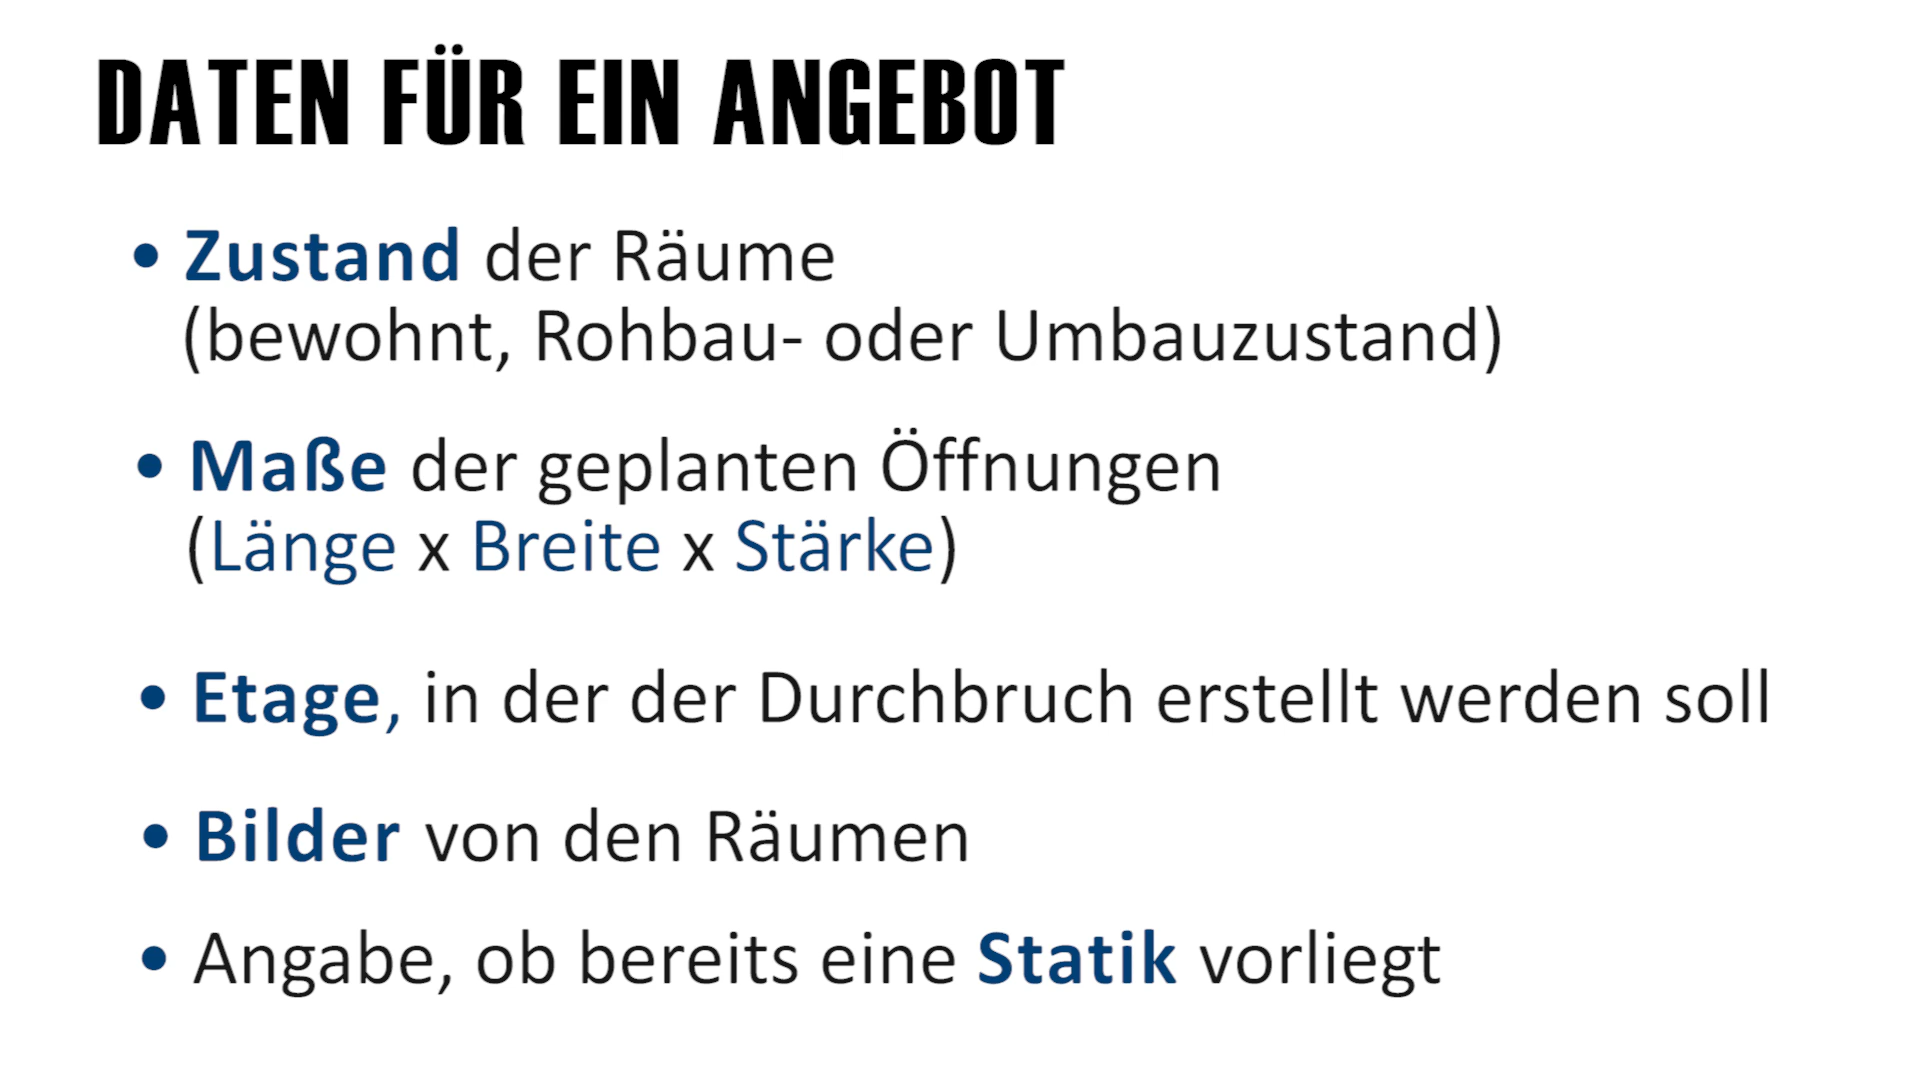 DATEN FÜR EIN ANGEBOT
• Zustand der Räume
(bewohnt, Rohbau- oder Umbauzustand)
• Maße der geplanten Öffnungen
(Länge x Breite x Stärke)
• Etage, in der der Durchbruch erstellt werden soll
• Bilder von den Räumen
• Angabe, ob bereits eine Statik vorliegt